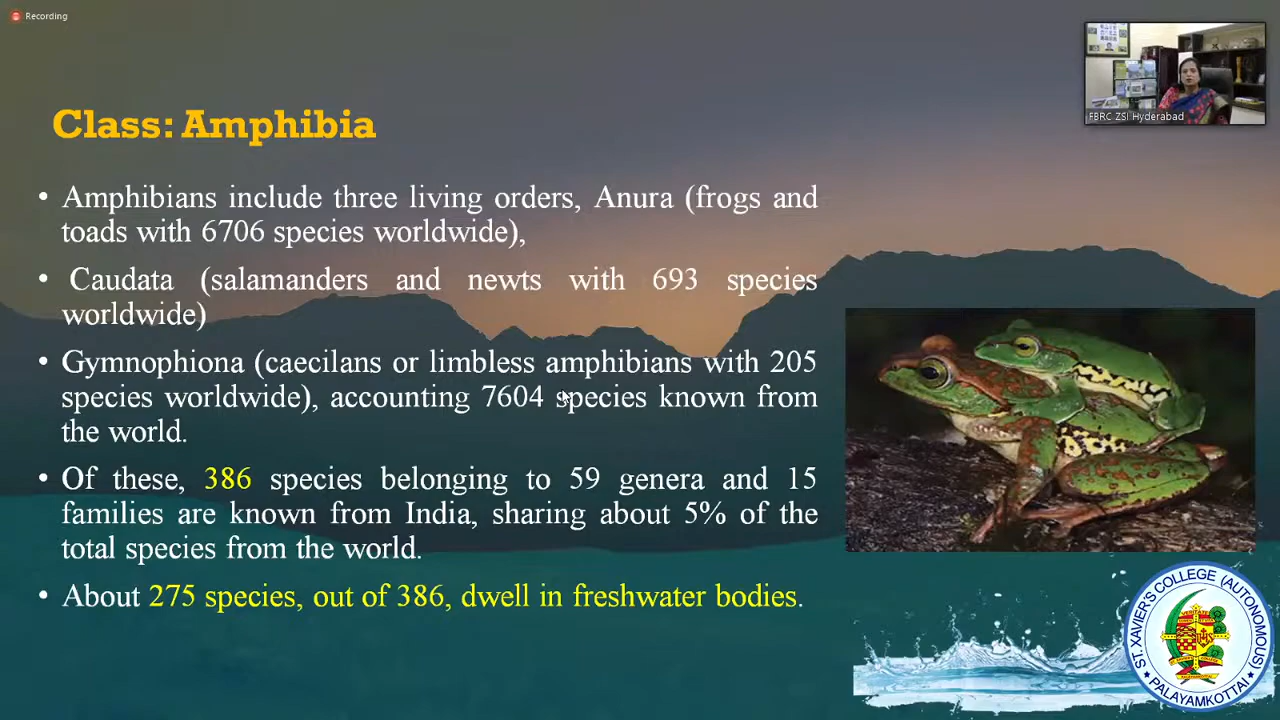 Recording
FBRC ZSI Hyderabad
Class: Amphibia
• Amphibians include three living orders, Anura (frogs and
toads with 6706 species worldwide),
• Caudata (salamanders and newts with 693 species
worldwide)
• Gymnophiona (caecilans or limbless amphibians with 205
species worldwide), accounting 7604 species known from
the world.
• Of these, 386 species belonging to 59 genera and 15
families are known from India, sharing about 5% of the
total species from the world.
• About 275 species, out of 386, dwell in freshwater bodies.
ST. XAVIER'S COLLEGE (AUTONOMOUS)
★ PALAYAMKOTTAI ★